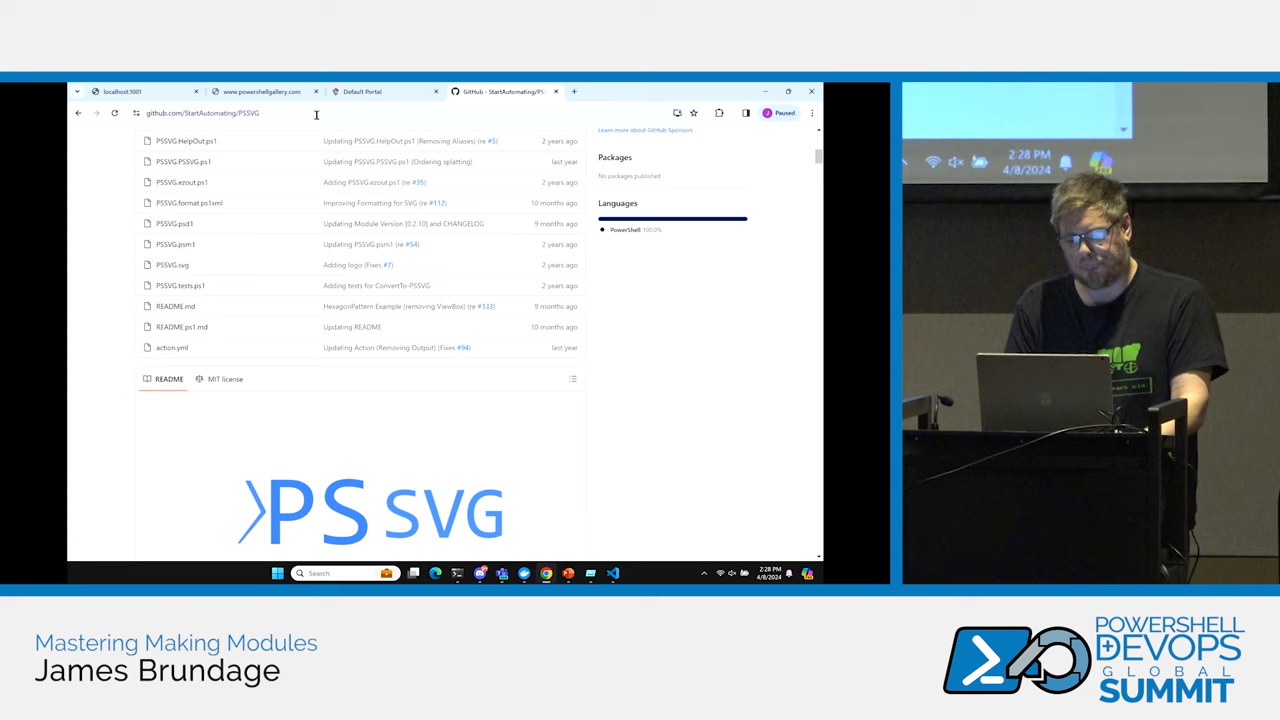 localhost:1001
www.powershellgallery.com
Default Portal
GitHub - StartAutomating/PS
github.com/StartAutomating/PSSVG
Paused
PSSVG.HelpOut.ps1 Updating PSSVG.HelpOut.ps1 (Removing Aliases) (re #5) 2 years ago
PSSVG.PSSVG.ps1 Updating PSSVG.PSSVG.ps1 (Ordering splatting) last year
PSSVG.ezout.ps1 Adding PSSVG.ezout.ps1 (re #35) 2 years ago
PSSVG.format.ps1xml Improving Formatting for SVG (re #112) 10 months ago
PSSVG.psd1 Updating Module Version [0.2.10] and CHANGELOG 9 months ago
PSSVG.psm1 Updating PSSVG.psm1 (re #54) 2 years ago
PSSVG.svg Adding logo (Fixes #7) 2 years ago
PSSVG.tests.ps1 Adding tests for ConvertTo-PSSVG 2 years ago
README.md HexagonPattern Example (removing ViewBox) (re #133) 9 months ago
README.ps1.md Updating README 10 months ago
action.yml Updating Action (Removing Output) (Fixes #94) last year
Learn more about GitHub Sponsors
Packages
No packages published
Languages
PowerShell 100.0%
README
MIT license
PS SVG
Search
2:28 PM
4/8/2024
2:28 PM
4/8/2024
Mastering Making Modules
James Brundage
POWERSHELL
DEVOPS
GLOBAL
SUMMIT